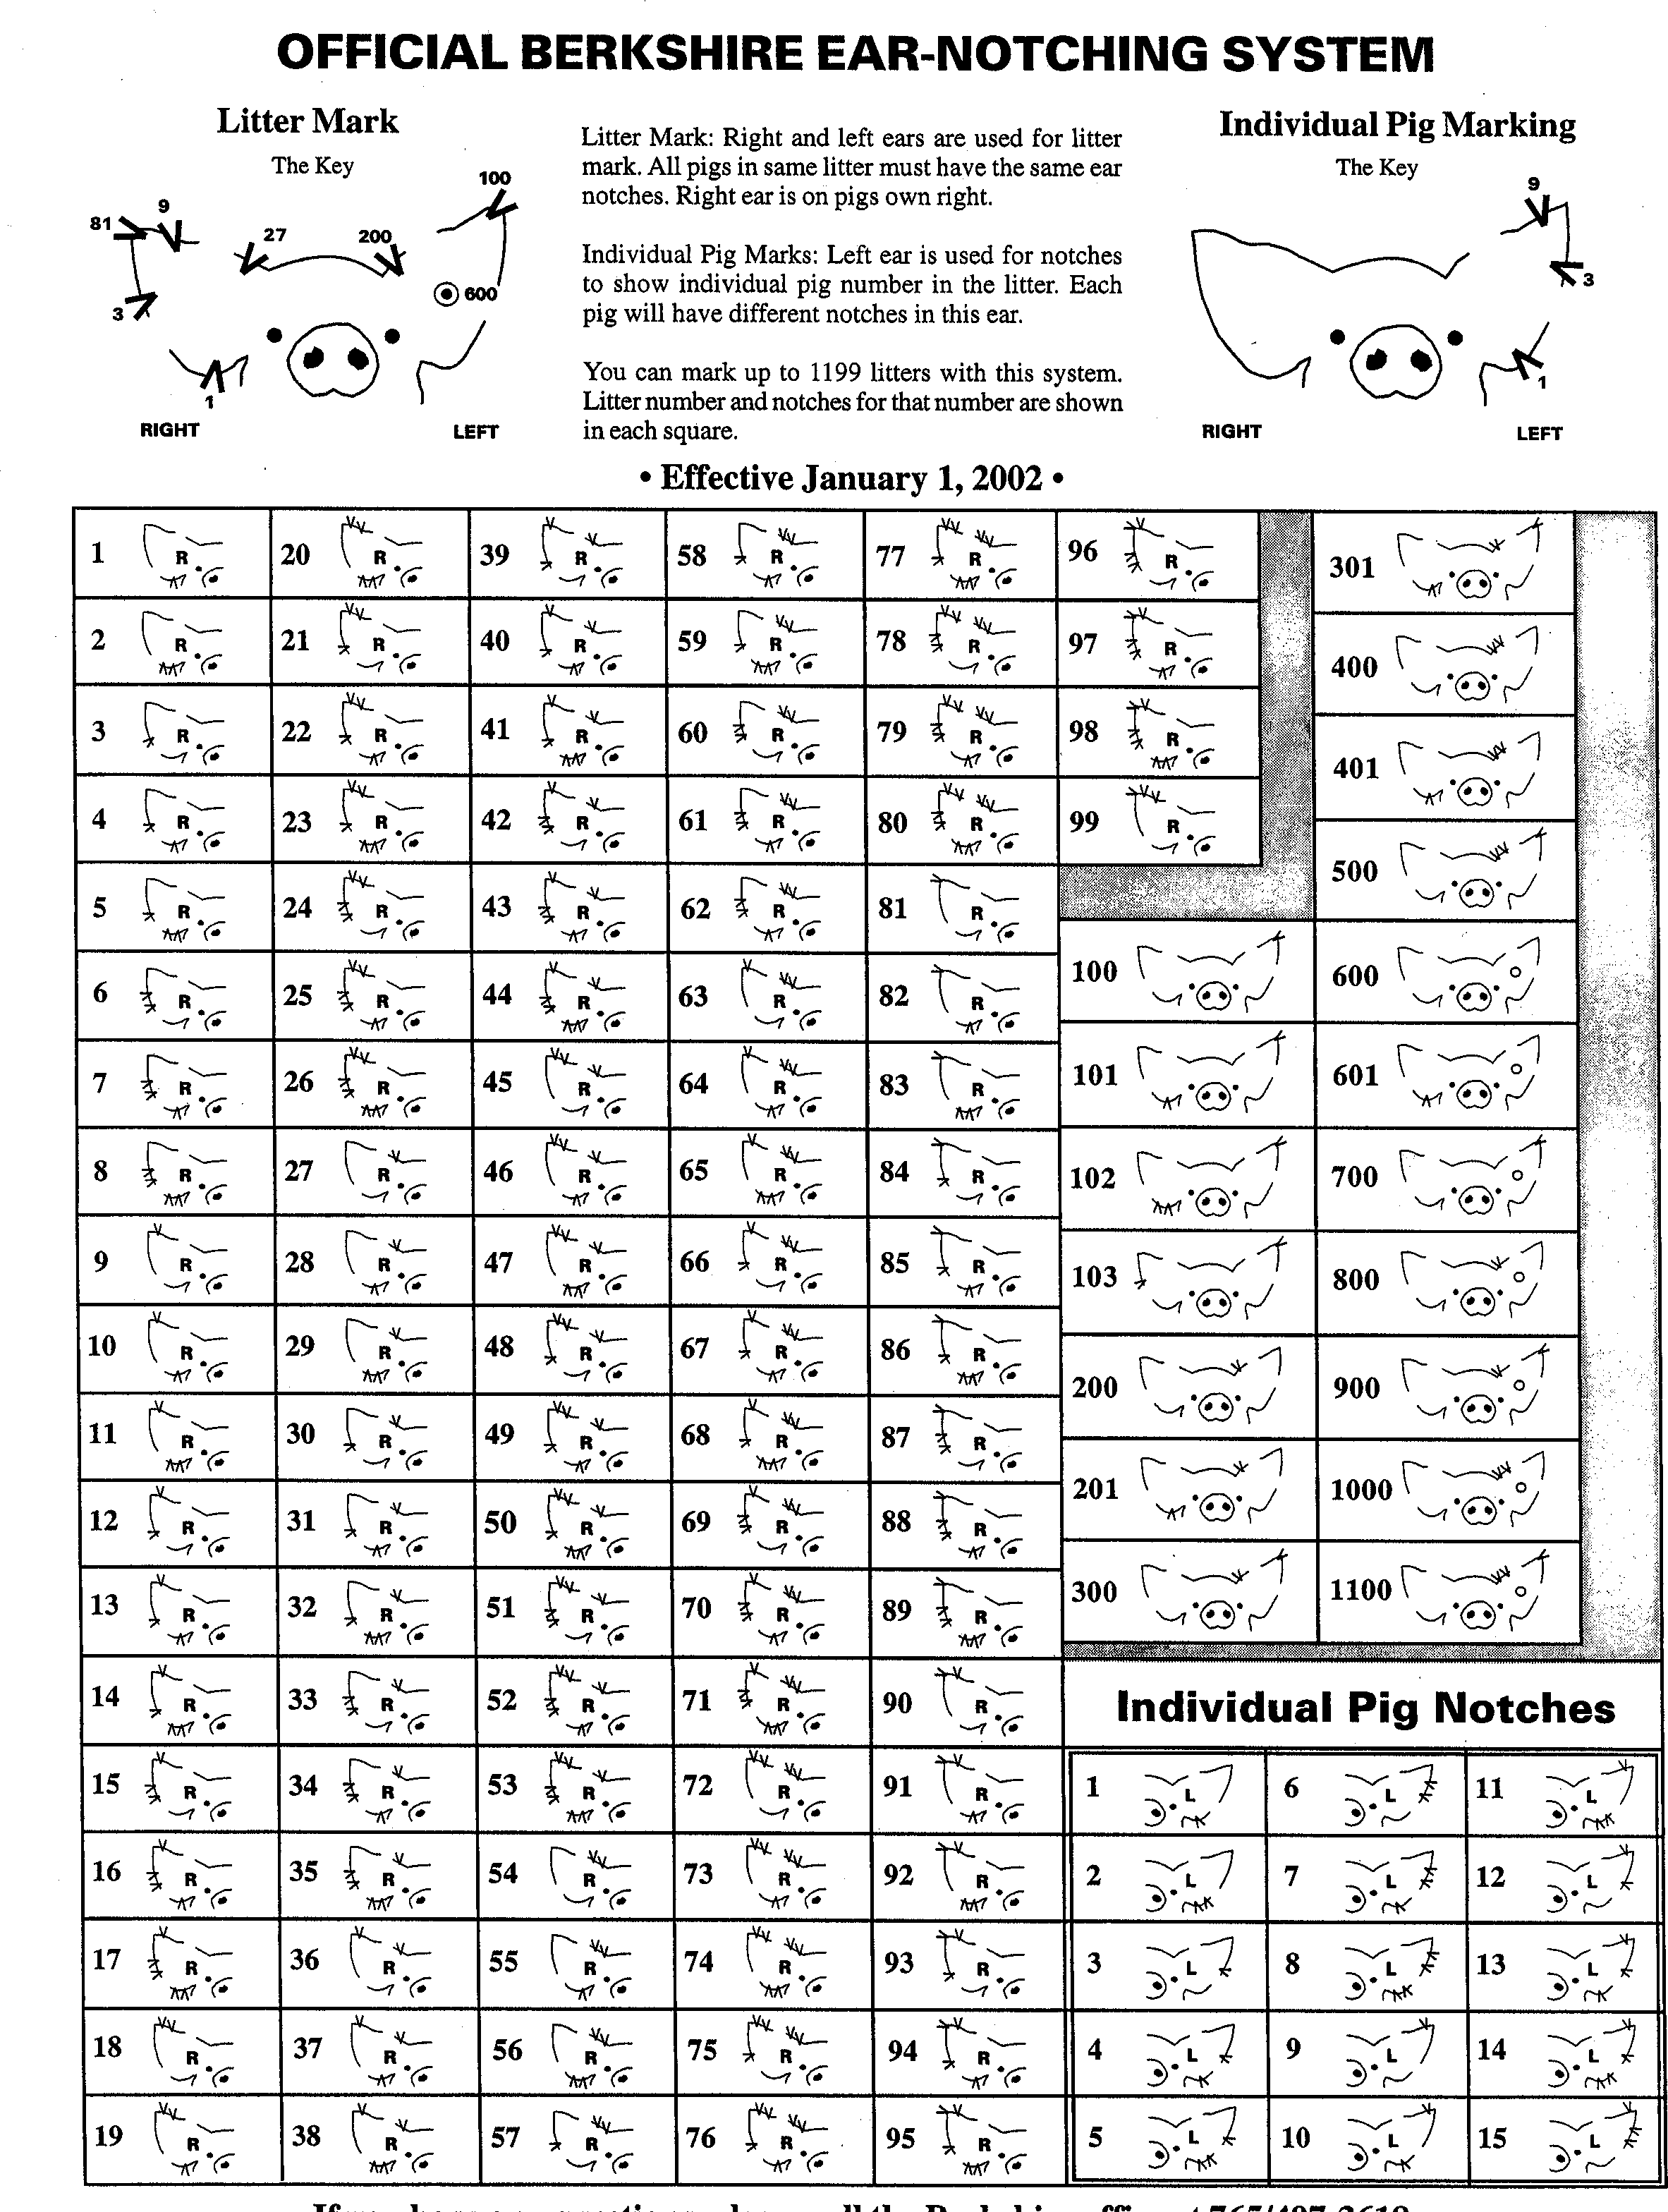 OFFICIAL BERKSHIRE EAR-NOTCHING SYSTEM
Litter Mark
The Key
81
9
27
200
100
3
600
1
RIGHT
LEFT
Litter Mark: Right and left ears are used for litter
mark. All pigs in same litter must have the same ear
notches. Right ear is on pigs own right.
Individual Pig Marks: Left ear is used for notches
to show individual pig number in the litter. Each
pig will have different notches in this ear.
You can mark up to 1199 litters with this system.
Litter number and notches for that number are shown
in each square.
Individual Pig Marking
The Key
9
3
1
RIGHT
LEFT
• Effective January 1, 2002 •
1 R 20 R 39 R 58 R 77 R 96 R
2 R 21 R 40 R 59 R 78 R 97 R
3 R 22 R 41 R 60 R 79 R 98 R
4 R 23 R 42 R 61 R 80 R 99 R
5 R 24 R 43 R 62 R 81 R
6 R 25 R 44 R 63 R 82 R
7 R 26 R 45 R 64 R 83 R
8 R 27 R 46 R 65 R 84 R
9 R 28 R 47 R 66 R 85 R
10 R 29 R 48 R 67 R 86 R
11 R 30 R 49 R 68 R 87 R
12 R 31 R 50 R 69 R 88 R
13 R 32 R 51 R 70 R 89 R
14 R 33 R 52 R 71 R 90 R
15 R 34 R 53 R 72 R 91 R
16 R 35 R 54 R 73 R 92 R
17 R 36 R 55 R 74 R 93 R
18 R 37 R 56 R 75 R 94 R
19 R 38 R 57 R 76 R 95 R
301
400
401
500
100 600
101 601
102 700
103 800
200 900
201 1000
300 1100
Individual Pig Notches
1 L 6 L 11 L
2 L 7 L 12 L
3 L 8 L 13 L
4 L 9 L 14 L
5 L 10 L 15 L